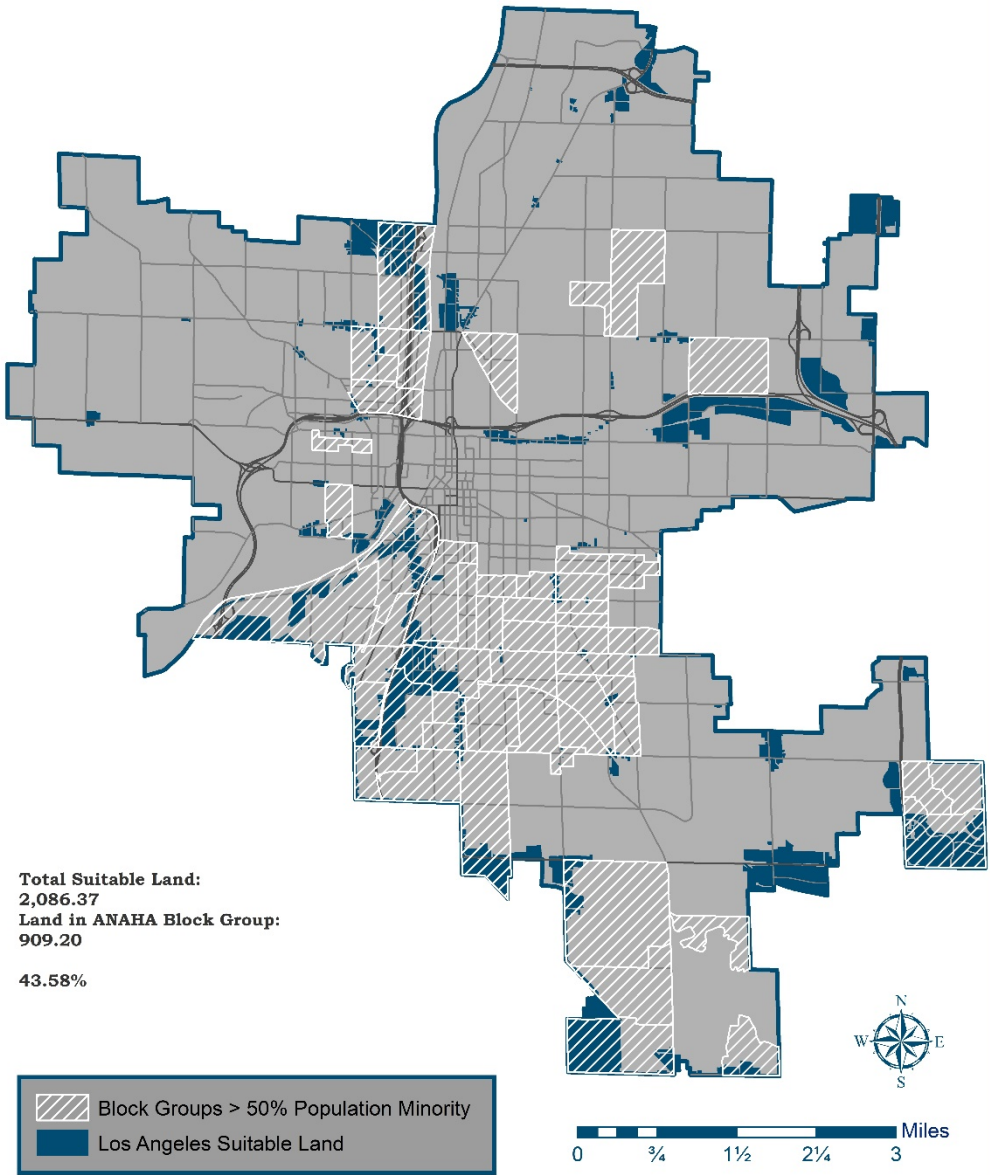 Total Suitable Land:
2,086.37
Land in ANAHA Block Group:
909.20
43.58%
N
W E
S
Block Groups > 50% Population Minority
Los Angeles Suitable Land
Miles
0 ¾ 1½ 2¼ 3